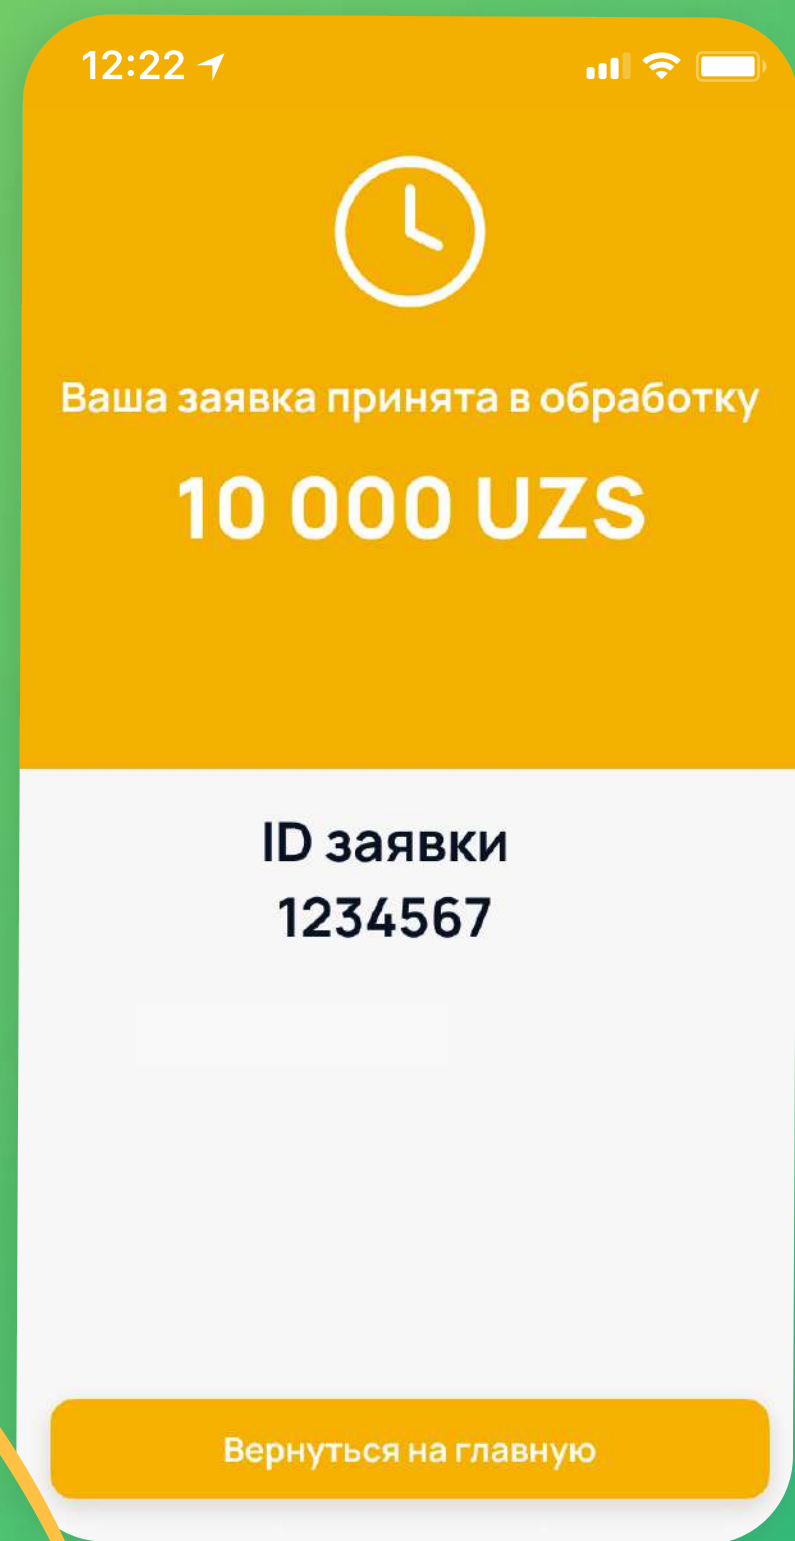 12:22
Ваша заявка принята в обработку
10 000 UZS
ID заявки
1234567
Вернуться на главную